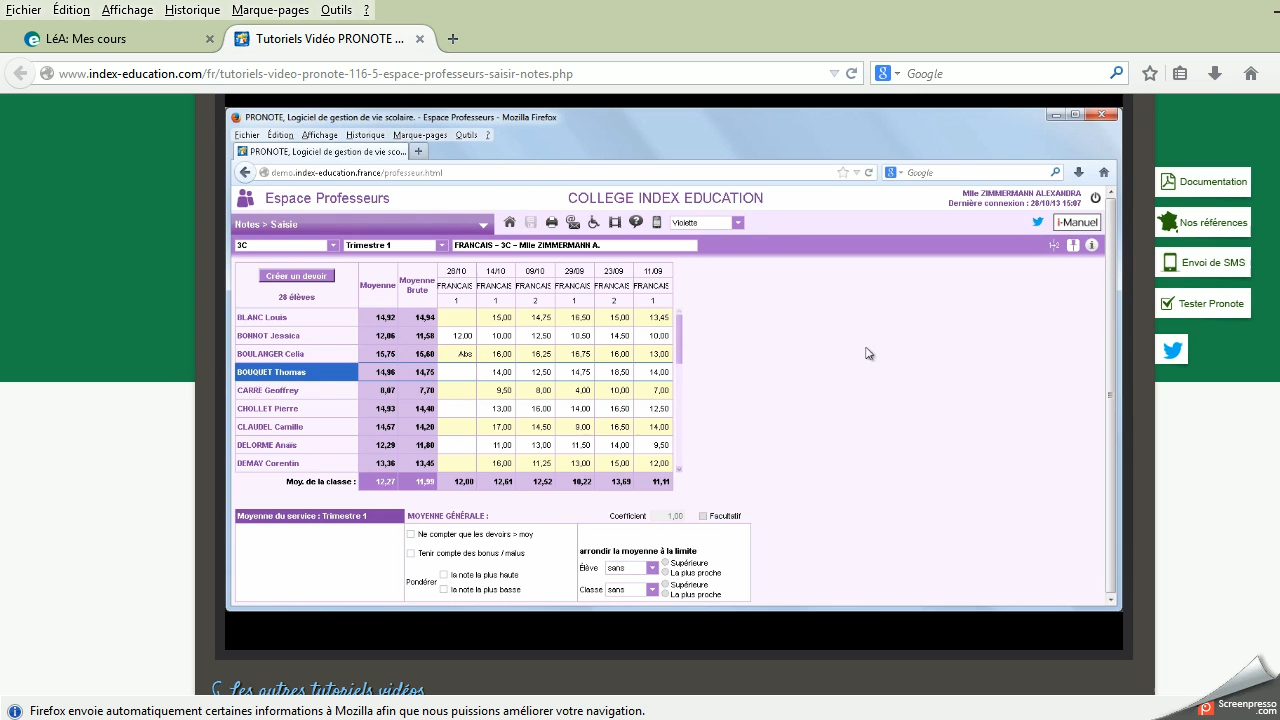 Fichier Édition Affichage Historique Marque-pages Outils ?
LéA: Mes cours × Tutoriels Vidéo PRONOTE ... × +
www.index-education.com/fr/tutoriels-video-pronote-116-5-espace-professeurs-saisir-notes.php
Google
PRONOTE, Logiciel de gestion de vie scolaire. - Espace Professeurs - Mozilla Firefox
Fichier Édition Affichage Historique Marque-pages Outils ?
PRONOTE, Logiciel de gestion de vie sco... +
demo.index-education.france/professeur.html
Google
Espace Professeurs
COLLEGE INDEX EDUCATION
Mlle ZIMMERMANN ALEXANDRA
Dernière connexion : 28/10/13 15:07
Notes > Saisie
Violette
i-Manuel
3C Trimestre 1 FRANCAIS – 3C – Mlle ZIMMERMANN A.
Créer un devoir
28 élèves
Moyenne Moyenne Brute
28/10 14/10 09/10 29/09 23/09 11/09
FRANCAIS FRANCAIS FRANCAIS FRANCAIS FRANCAIS FRANCAIS
1 1 2 1 2 1
BLANC Louis 14,92 14,94 15,00 14,75 16,50 15,00 13,45
BONNOT Jessica 12,06 11,58 12,00 10,00 12,50 10,50 14,50 10,00
BOULANGER Celia 15,75 15,60 Abs 16,00 16,25 16,75 16,00 13,00
BOUQUET Thomas 14,96 14,75 14,00 12,50 14,75 18,50 14,00
CARRE Geoffrey 8,07 7,70 9,50 8,00 4,00 10,00 7,00
CHOLLET Pierre 14,93 14,40 13,00 16,00 14,00 16,50 12,50
CLAUDEL Camille 14,57 14,20 17,00 14,50 9,00 16,50 14,00
DELORME Anaïs 12,29 11,80 11,00 13,00 11,50 14,00 9,50
DEMAY Corentin 13,36 13,45 16,00 11,25 13,00 15,00 12,00
Moy. de la classe : 12,27 11,99 12,00 12,61 12,52 10,22 13,69 11,11
Moyenne du service : Trimestre 1
MOYENNE GÉNÉRALE :
Coefficient 1,00 Facultatif
Ne compter que les devoirs > moy
Tenir compte des bonus / malus
Pondérer
la note la plus haute
la note la plus basse
arrondir la moyenne à la limite
Élève sans
Supérieure
La plus proche
Classe sans
Supérieure
La plus proche
Documentation
Nos références
Envoi de SMS
Tester Pronote
Les autres tutoriels vidéos
Firefox envoie automatiquement certaines informations à Mozilla afin que nous puissions améliorer votre navigation.
Screenpresso
.com